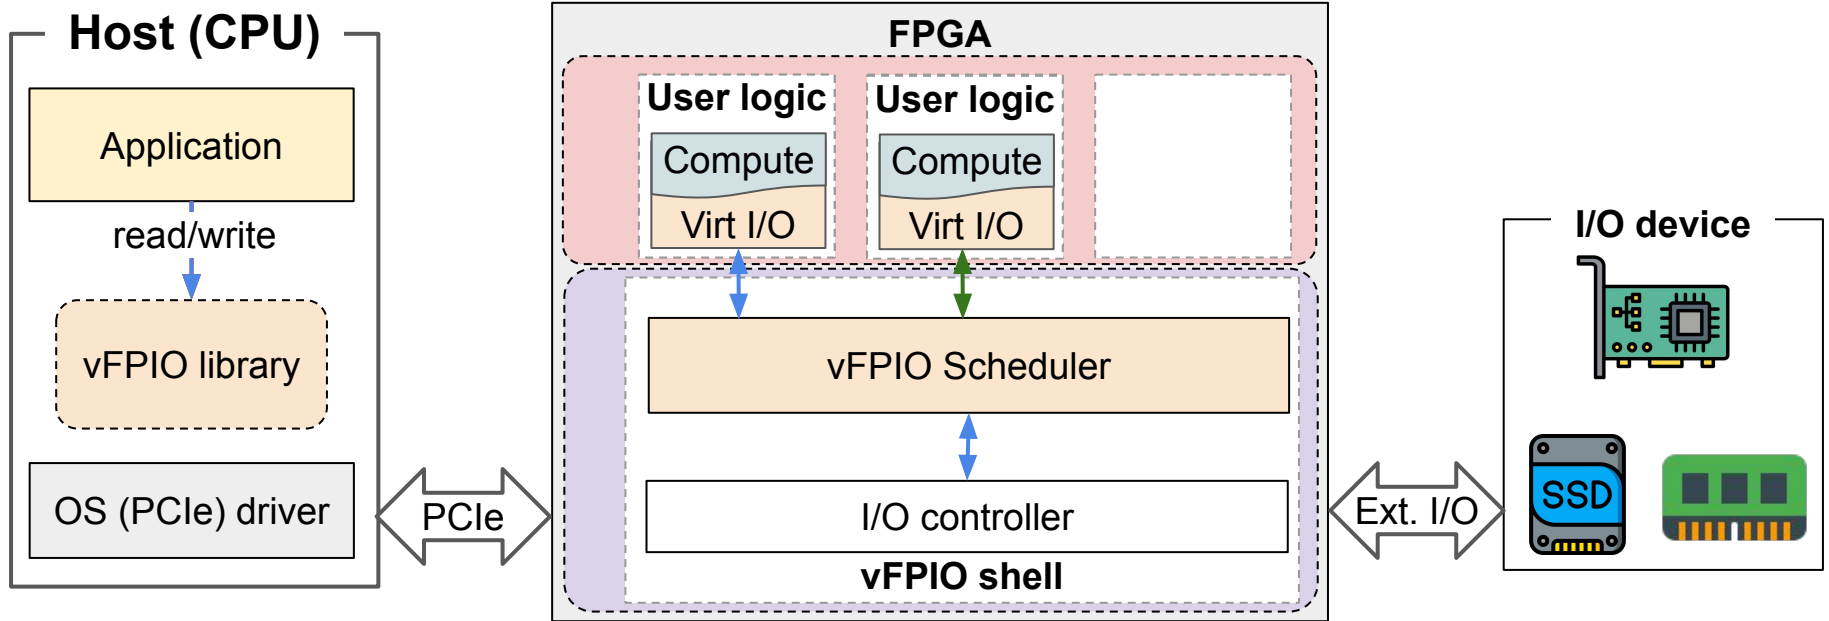 Host (CPU)
Application
read/write
vFPIO library
OS (PCIe) driver
PCIe
FPGA
User logic
Compute
Virt I/O
User logic
Compute
Virt I/O
vFPIO Scheduler
I/O controller
vFPIO shell
Ext. I/O
I/O device
SSD